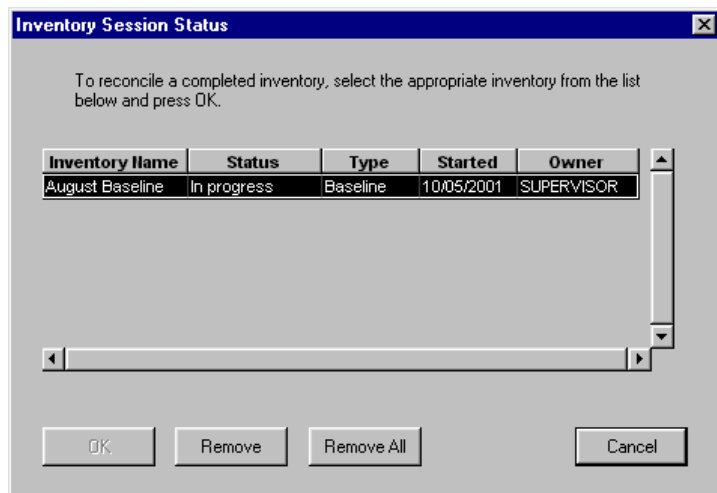 Inventory Session Status
To reconcile a completed inventory, select the appropriate inventory from the list
below and press OK.
Inventory Name Status Type Started Owner
August Baseline In progress Baseline 10/05/2001 SUPERVISOR
OK Remove Remove All Cancel